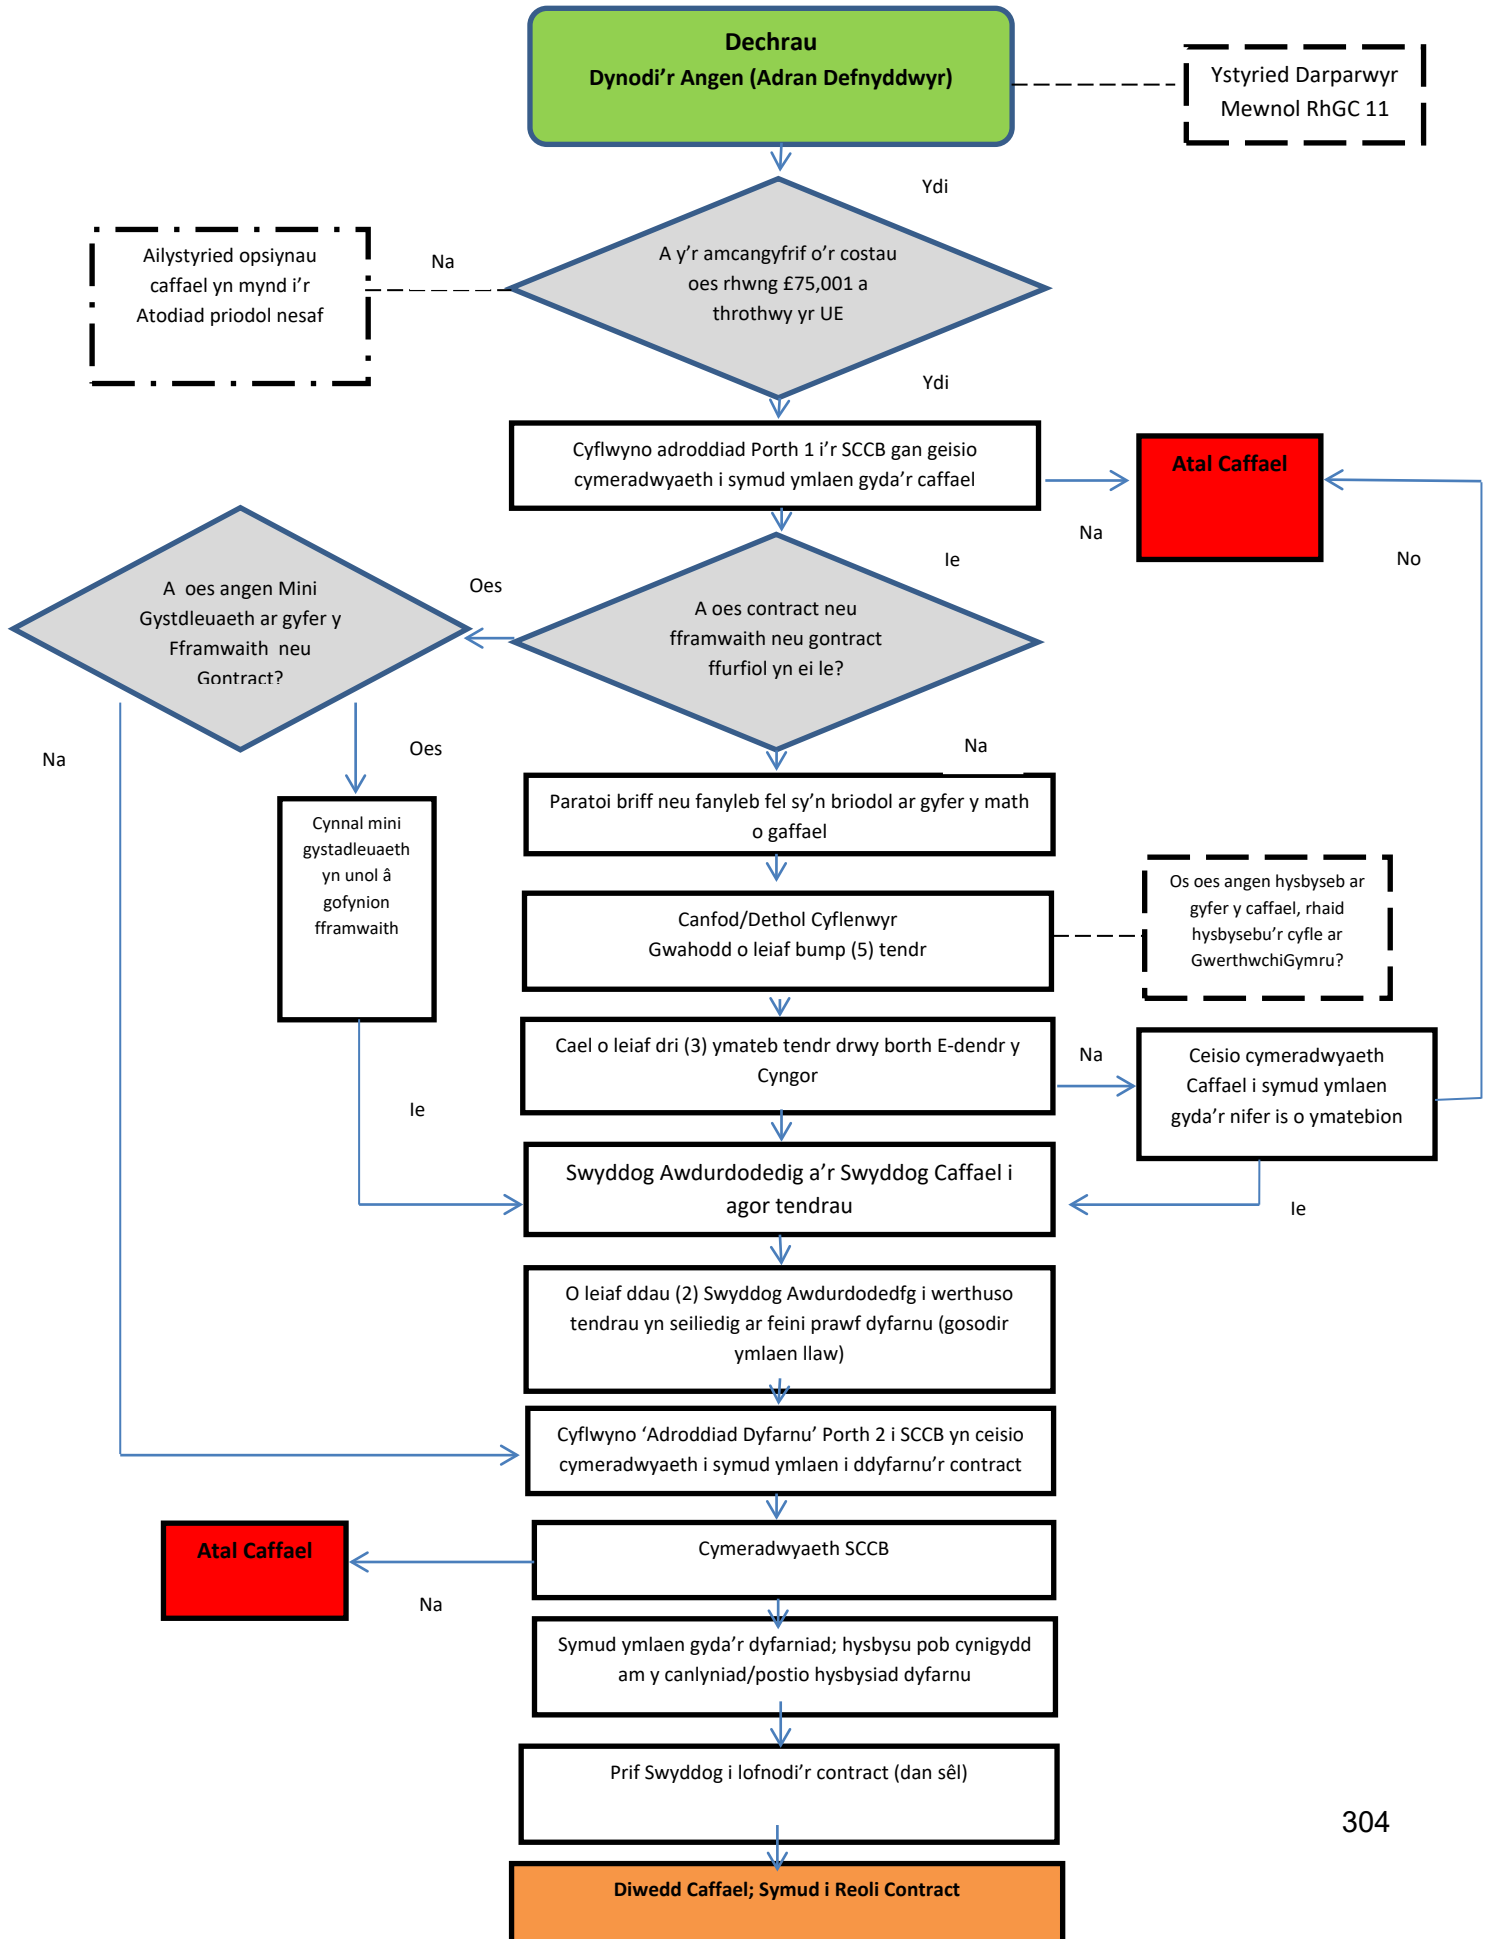 Dechrau
Dynodi’r Angen (Adran Defnyddwyr)
Ystyried Darparwyr
Mewnol RhGC 11
Ydi
A y’r amcangyfrif o’r costau
oes rhwng £75,001 a
throthwy yr UE
Na
Ailystyried opsiynau
caffael yn mynd i’r
Atodiad priodol nesaf
Ydi
Cyflwyno adroddiad Porth 1 i’r SCCB gan geisio
cymeradwyaeth i symud ymlaen gyda’r caffael
Atal Caffael
Na
No
Ie
A oes contract neu
fframwaith neu gontract
ffurfiol yn ei le?
Oes
A  oes angen Mini
Gystdleuaeth ar gyfer y
Fframwaith  neu
Gontract?
Na
Oes
Na
Cynnal mini
gystadleuaeth
yn unol â
gofynion
fframwaith
Paratoi briff neu fanyleb fel sy’n briodol ar gyfer y math
o gaffael
Canfod/Dethol Cyflenwyr
Gwahodd o leiaf bump (5) tendr
Os oes angen hysbyseb ar
gyfer y caffael, rhaid
hysbysebu’r cyfle ar
GwerthwchiGymru?
Cael o leiaf dri (3) ymateb tendr drwy borth E-dendr y
Cyngor
Na
Ceisio cymeradwyaeth
Caffael i symud ymlaen
gyda’r nifer is o ymatebion
Ie
Swyddog Awdurdodedig a’r Swyddog Caffael i
agor tendrau
Ie
O leiaf ddau (2) Swyddog Awdurdodedfg i werthuso
tendrau yn seiliedig ar feini prawf dyfarnu (gosodir
ymlaen llaw)
Cyflwyno ‘Adroddiad Dyfarnu’ Porth 2 i SCCB yn ceisio
cymeradwyaeth i symud ymlaen i ddyfarnu’r contract
Cymeradwyaeth SCCB
Atal Caffael
Na
Symud ymlaen gyda’r dyfarniad; hysbysu pob cynigydd
am y canlyniad/postio hysbysiad dyfarnu
Prif Swyddog i lofnodi’r contract (dan sêl)
304
Diwedd Caffael; Symud i Reoli Contract